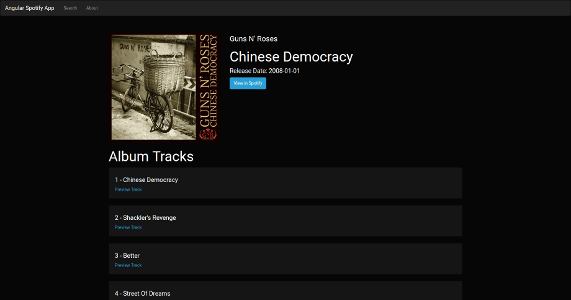 Angular Spotify App Search About
GUNS N' ROSES
CHINESE DEMOCRACY
Guns N' Roses
Chinese Democracy
Release Date: 2008-01-01
View in Spotify
Album Tracks
1 - Chinese Democracy
Preview Track
2 - Shackler's Revenge
Preview Track
3 - Better
Preview Track
4 - Street Of Dreams